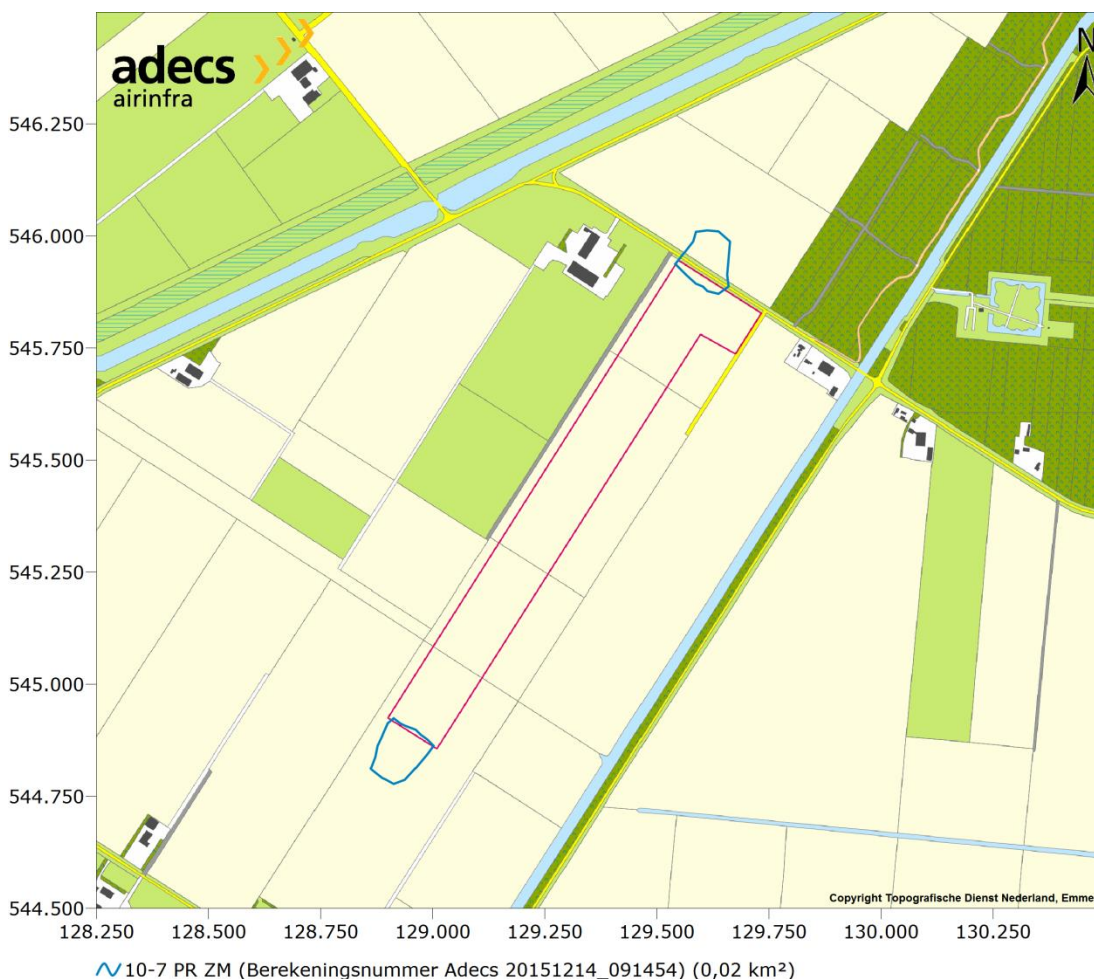 adecs
airinfra
N
546.250
546.000
545.750
545.500
545.250
545.000
544.750
544.500
Copyright Topografische Dienst Nederland, Emme
128.250 128.500 128.750 129.000 129.250 129.500 129.750 130.000 130.250
10-7 PR ZM (Berekeningsnummer Adecs 20151214_091454) (0,02 km²)